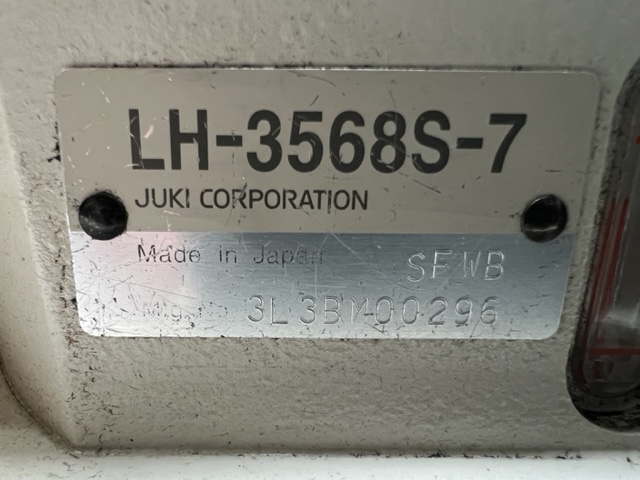 LH-3568S-7
JUKI CORPORATION
Made in Japan SFWB
3L3BM00296